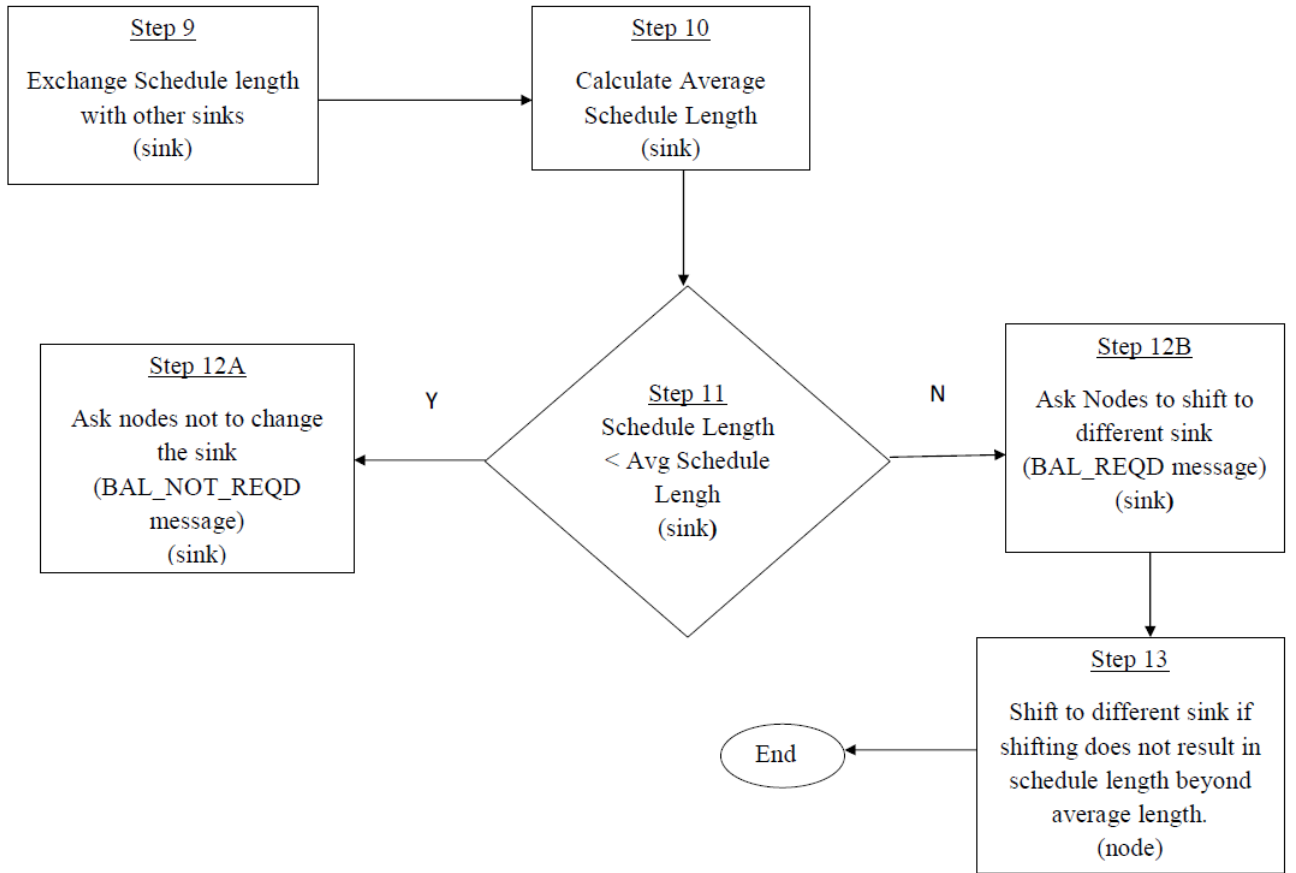 Step 9
Exchange Schedule length
with other sinks
(sink)
Step 10
Calculate Average
Schedule Length
(sink)
Step 11
Schedule Length
< Avg Schedule
Lengh
(sink)
Y
N
Step 12A
Ask nodes not to change
the sink
(BAL_NOT_REQD
message)
(sink)
Step 12B
Ask Nodes to shift to
different sink
(BAL_REQD message)
(sink)
Step 13
Shift to different sink if
shifting does not result in
schedule length beyond
average length.
(node)
End